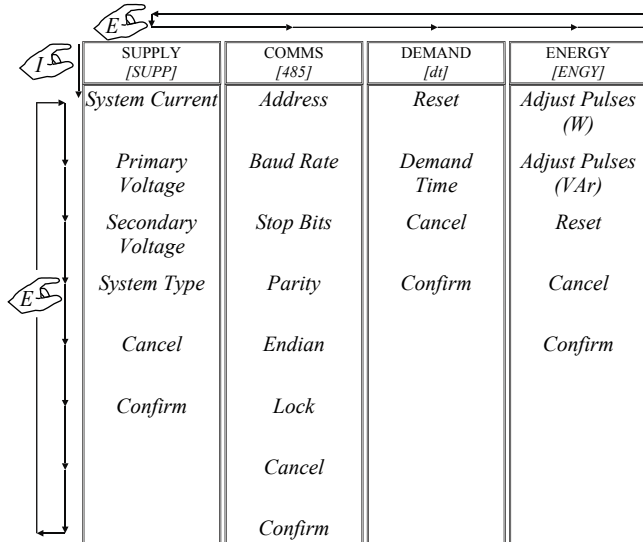 E
I
SUPPLY
[SUPP]
COMMS
[485]
DEMAND
[dt]
ENERGY
[ENGY]
System Current
Address
Reset
Adjust Pulses
(W)
Primary
Voltage
Baud Rate
Demand
Time
Adjust Pulses
(VAr)
Secondary
Voltage
Stop Bits
Cancel
Reset
E
System Type
Parity
Confirm
Cancel
Cancel
Endian
Confirm
Confirm
Lock
Cancel
Confirm